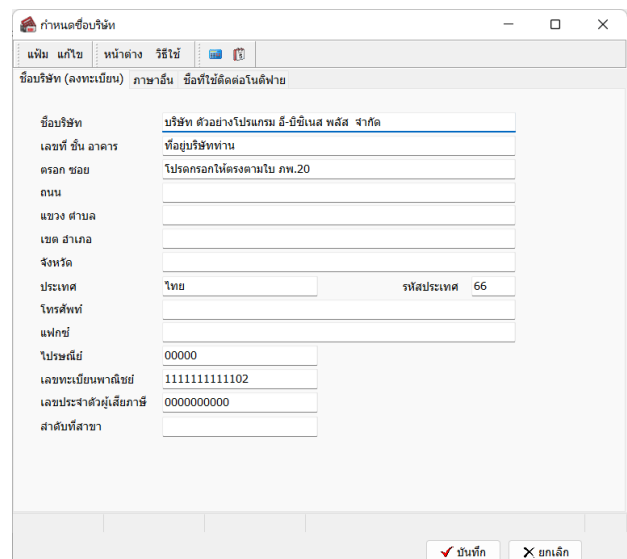 กำหนดชื่อบริษัท
แฟ้ม แก้ไข หน้าต่าง วิธีใช้
ชื่อบริษัท (ลงทะเบียน) ภาษาอื่น ชื่อที่ใช้ติดต่อโนติฟาย
ชื่อบริษัท บริษัท ตัวอย่างโปรแกรม อี-บิซิเนส พลัส จำกัด
เลขที่ ชั้น อาคาร ที่อยู่บริษัทท่าน
ตรอก ซอย โปรดกรอกให้ตรงตามใบ ภพ.20
ถนน
แขวง ตำบล
เขต อำเภอ
จังหวัด
ประเทศ ไทย รหัสประเทศ 66
โทรศัพท์
แฟกซ์
ไปรษณีย์ 00000
เลขทะเบียนพาณิชย์ 1111111111102
เลขประจำตัวผู้เสียภาษี 0000000000
ลำดับที่สาขา
บันทึก ยกเลิก